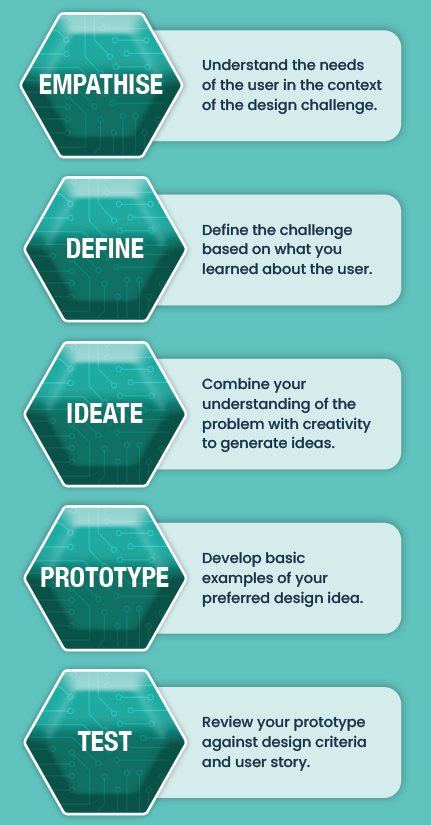 EMPATHISE
Understand the needs
of the user in the context
of the design challenge.
DEFINE
Define the challenge
based on what you
learned about the user.
IDEATE
Combine your
understanding of the
problem with creativity
to generate ideas.
PROTOTYPE
Develop basic
examples of your
preferred design idea.
TEST
Review your prototype
against design criteria
and user story.